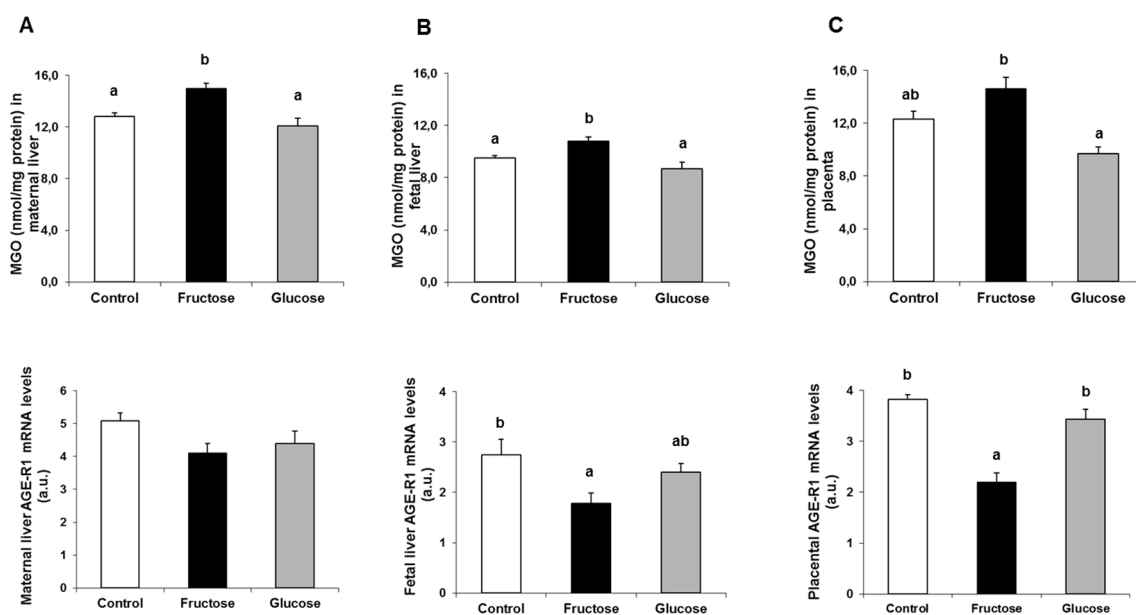 A
MGO (nmol/mg protein) in
maternal liver
16,0
12,0
8,0
4,0
0,0
a
b
a
Control
Fructose
Glucose
B
MGO (nmol/mg protein) in
fetal liver
16,0
12,0
8,0
4,0
0,0
a
b
a
Control
Fructose
Glucose
C
MGO (nmol/mg protein) in
placenta
16,0
12,0
8,0
4,0
0,0
ab
b
a
Control
Fructose
Glucose
Maternal liver AGE-R1 mRNA levels
(a.u.)
6
5
4
3
2
1
0
Control
Fructose
Glucose
Fetal liver AGE-R1 mRNA levels
(a.u.)
4
3
2
1
0
b
a
ab
Control
Fructose
Glucose
Placental AGE-R1 mRNA levels
(a.u.)
4
3
2
1
0
b
a
b
Control
Fructose
Glucose